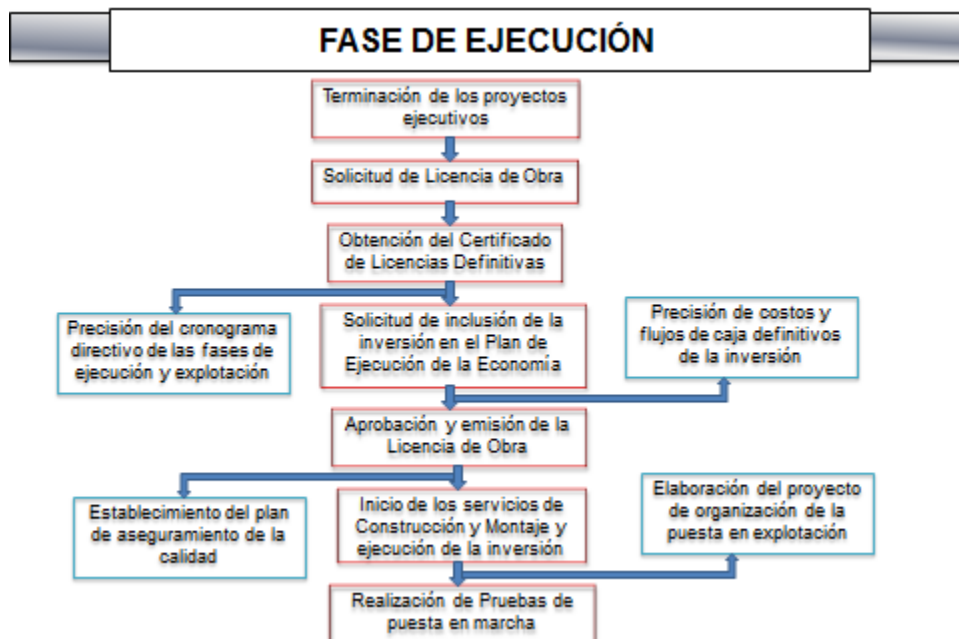 FASE DE EJECUCIÓN
Terminación de los proyectos
ejecutivos
Solicitud de Licencia de Obra
Obtención del Certificado
de Licencias Definitivas
Precisión del cronograma
directivo de las fases de
ejecución y explotación
Solicitud de inclusión de la
inversión en el Plan de
Ejecución de la Economía
Precisión de costos y
flujos de caja definitivos
de la inversión
Aprobación y emisión de la
Licencia de Obra
Establecimiento del plan
de aseguramiento de la
calidad
Inicio de los servicios de
Construcción y Montaje y
ejecución de la inversión
Elaboración del proyecto
de organización de la
puesta en explotación
Realización de Pruebas de
puesta en marcha